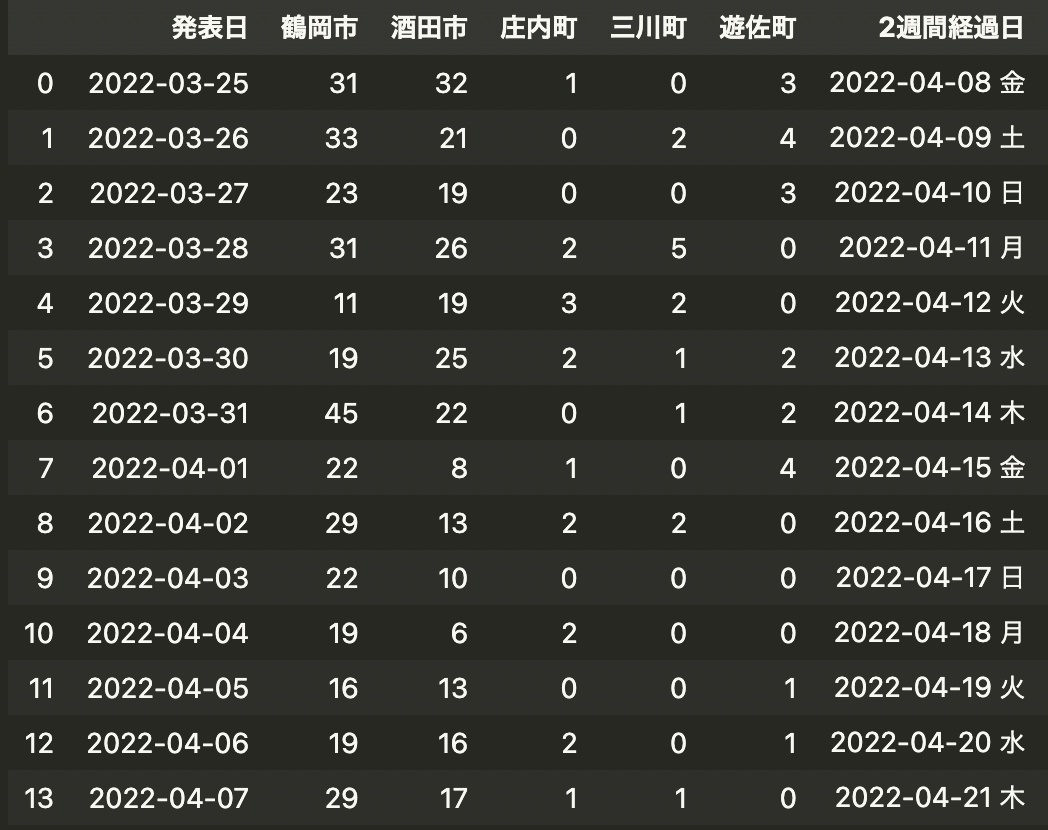 発表日 鶴岡市 酒田市 庄内町 三川町 遊佐町 2週間経過日
0 2022-03-25 31 32 1 0 3 2022-04-08 金
1 2022-03-26 33 21 0 2 4 2022-04-09 土
2 2022-03-27 23 19 0 0 3 2022-04-10 日
3 2022-03-28 31 26 2 5 0 2022-04-11 月
4 2022-03-29 11 19 3 2 0 2022-04-12 火
5 2022-03-30 19 25 2 1 2 2022-04-13 水
6 2022-03-31 45 22 0 1 2 2022-04-14 木
7 2022-04-01 22 8 1 0 4 2022-04-15 金
8 2022-04-02 29 13 2 2 0 2022-04-16 土
9 2022-04-03 22 10 0 0 0 2022-04-17 日
10 2022-04-04 19 6 2 0 0 2022-04-18 月
11 2022-04-05 16 13 0 0 1 2022-04-19 火
12 2022-04-06 19 16 2 0 1 2022-04-20 水
13 2022-04-07 29 17 1 1 0 2022-04-21 木